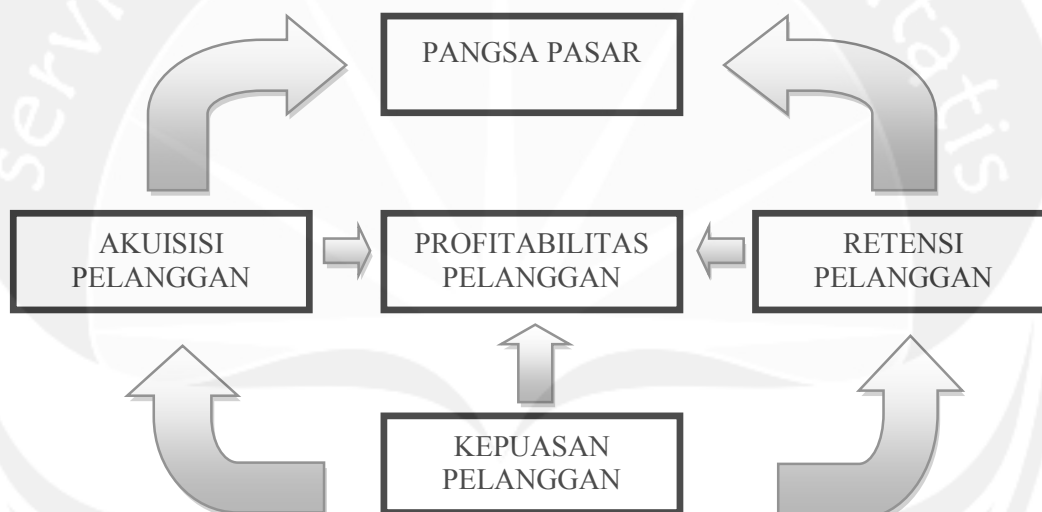 PANGSA PASAR
AKUISISI
PELANGGAN
PROFITABILITAS
PELANGGAN
RETENSI
PELANGGAN
KEPUASAN
PELANGGAN